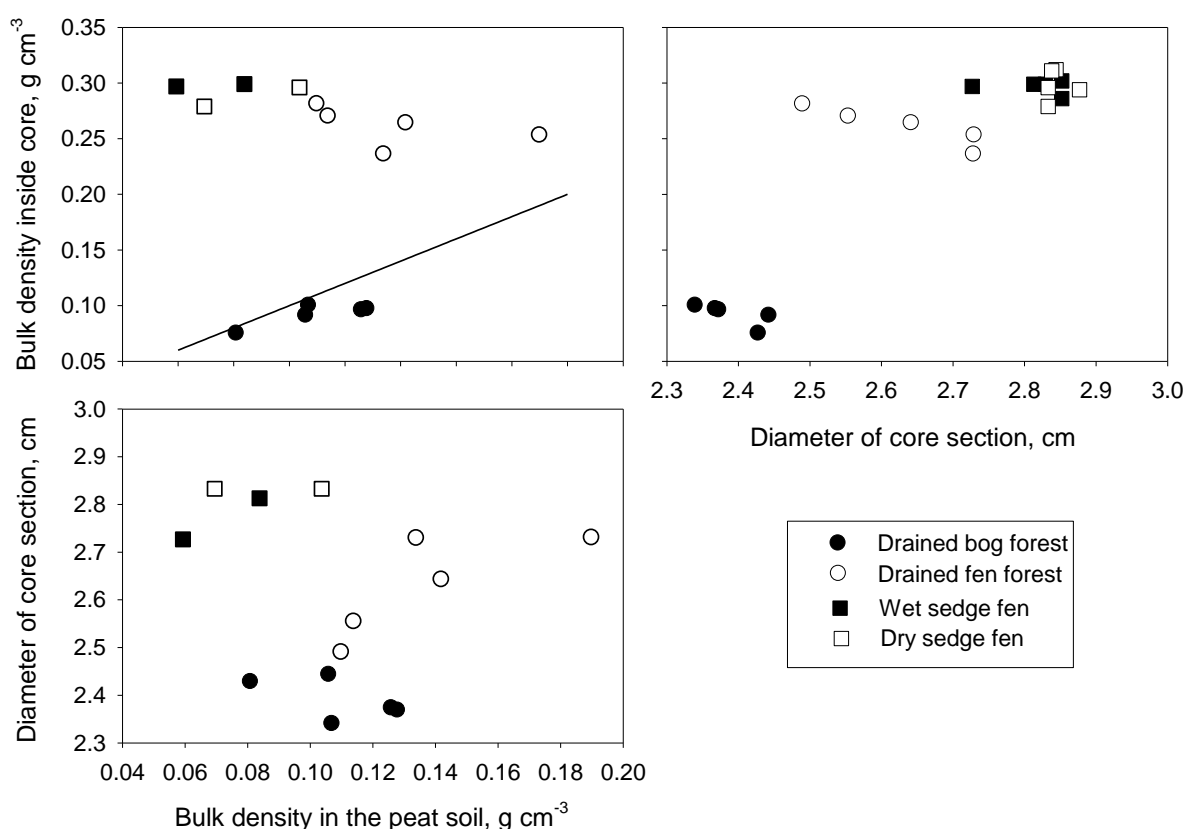 0.35
0.30
0.25
0.20
0.15
0.10
0.05
Bulk density inside core, g cm⁻³
2.3 2.4 2.5 2.6 2.7 2.8 2.9 3.0
Diameter of core section, cm
3.0
2.9
2.8
2.7
2.6
2.5
2.4
2.3
Diameter of core section, cm
0.04 0.06 0.08 0.10 0.12 0.14 0.16 0.18 0.20
Bulk density in the peat soil, g cm⁻³
Drained bog forest
Drained fen forest
Wet sedge fen
Dry sedge fen